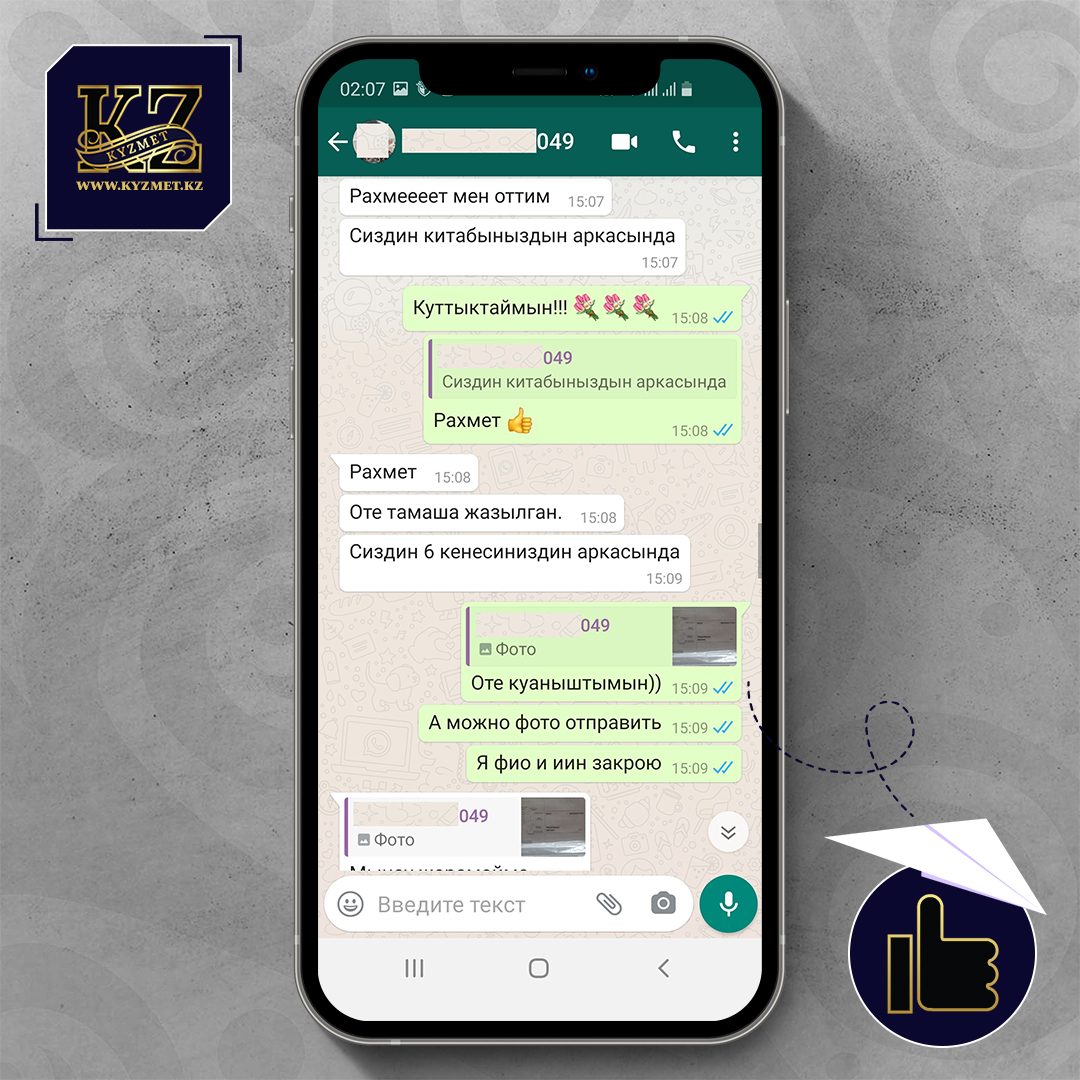 KZ
KYZMET
WWW.KYZMET.KZ
02:07
049
Рахмеееет мен оттим 15:07
Сиздин китабыныздын аркасында
15:07
Куттыктаймын!!! 💐💐💐 15:08
049
Сиздин китабыныздын аркасында
Рахмет 👍 15:08
Рахмет 15:08
Оте тамаша жазылган. 15:08
Сиздин 6 кенесиниздин аркасында
15:09
049
Фото
Оте куаныштымын)) 15:09
А можно фото отправить 15:09
Я фио и иин закрою 15:09
049
Фото
Введите текст